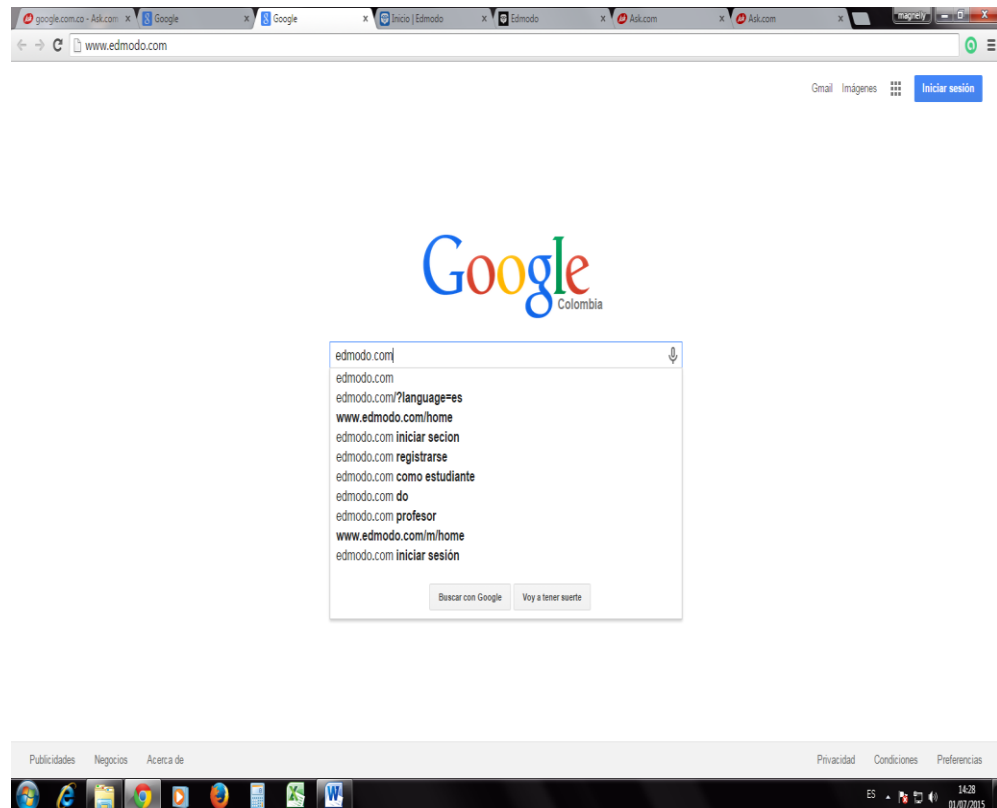 google.com.co - Ask.com
Google
Google
Inicio | Edmodo
Edmodo
Ask.com
Ask.com
magnelly
www.edmodo.com
Gmail Imágenes Iniciar sesión
Google
Colombia
edmodo.com
edmodo.com
edmodo.com/?language=es
www.edmodo.com/home
edmodo.com iniciar secion
edmodo.com registrarse
edmodo.com como estudiante
edmodo.com do
edmodo.com profesor
www.edmodo.com/m/home
edmodo.com iniciar sesión
Buscar con Google Voy a tener suerte
Publicidades Negocios Acerca de Privacidad Condiciones Preferencias
ES 14:28
01/07/2015